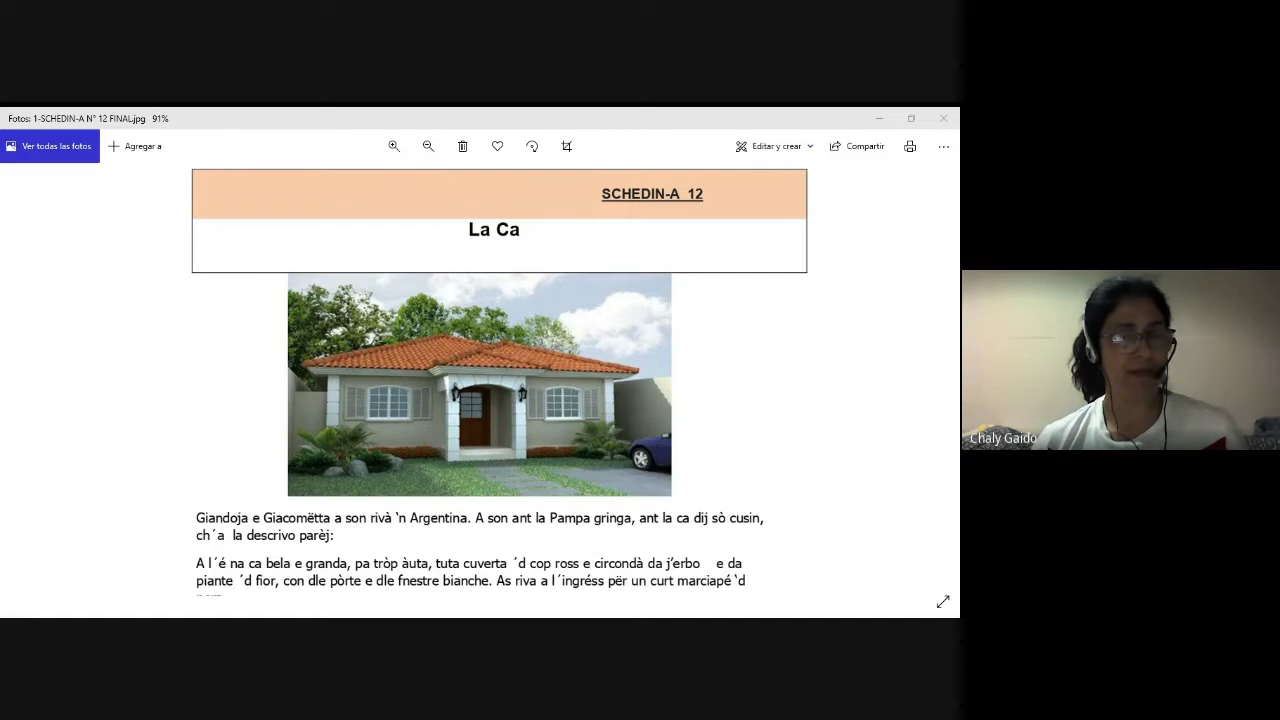 Fotos: 1-SCHEDIN-A N° 12 FINAL.jpg 91%
Ver todas las fotos
Agregar a
Editar y crear
Compartir
SCHEDIN-A 12
La Ca
Giandoja e Giacomëtta a son rivà ‘n Argentina. A son ant la Pampa gringa, ant la ca dij sò cusin,
ch´a la descrivo parèj:
A l´é na ca bela e granda, pa tròp àuta, tuta cuverta ´d cop ross e circondà da j’erbo e da
piante ´d fior, con dle pòrte e dle fnestre bianche. As riva a l´ingréss për un curt marciapé ‘d
Chaly Gaido